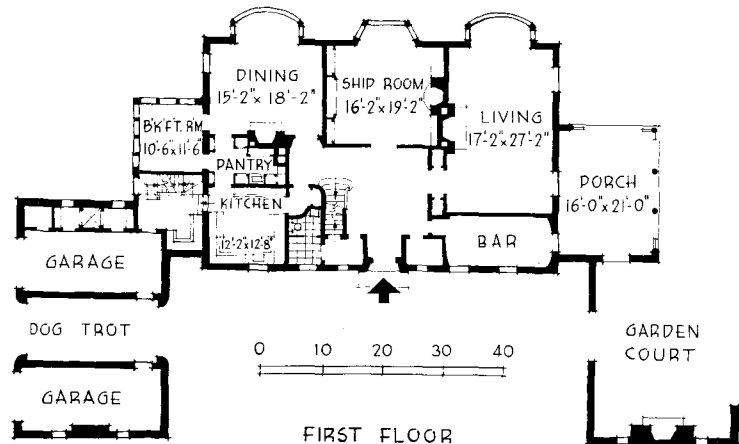 DINING
15'-2" x 18'-2"
SHIP ROOM
16'-2" x 19'-2"
LIVING
17'-2" x 27'-2"
B'K'FT. R'M
10'-6" x 11'-6"
PANTRY
KITCHEN
12'-2" x 12'-8"
PORCH
16'-0" x 21'-0"
BAR
GARAGE
DOG TROT
GARAGE
GARDEN
COURT
0 10 20 30 40
FIRST FLOOR